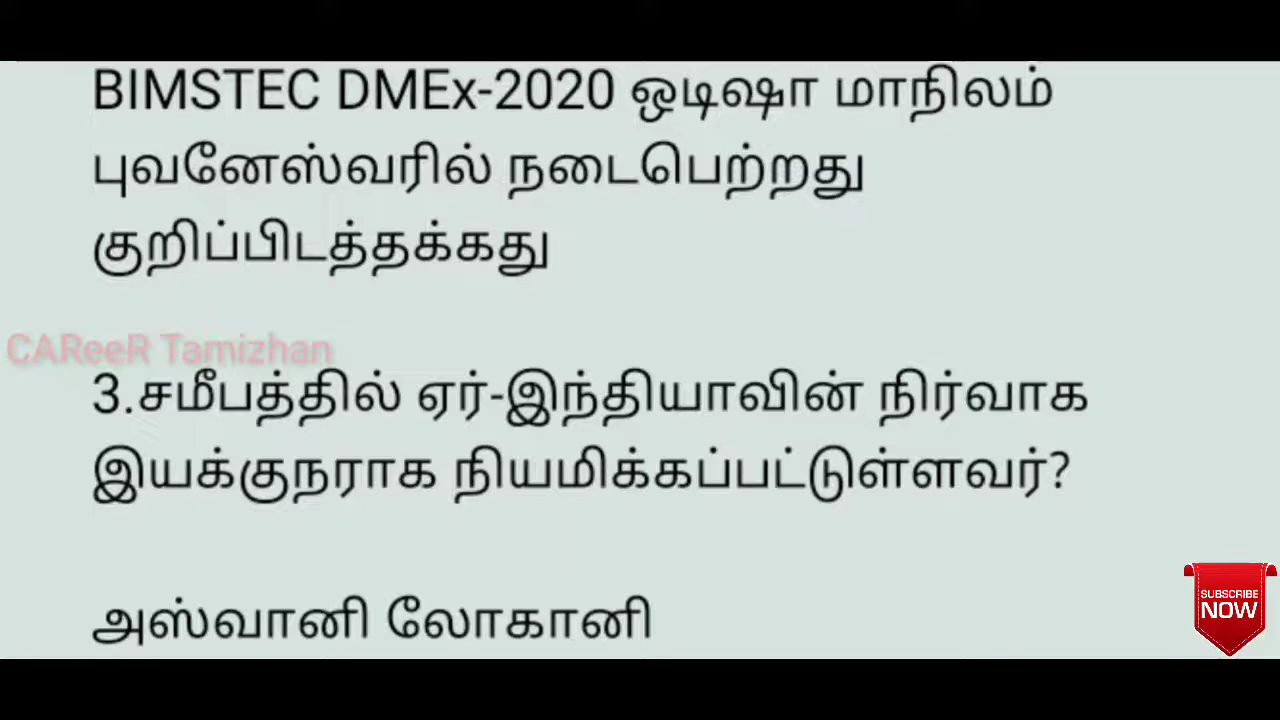 BIMSTEC DMEx-2020 ஒடிஷா மாநிலம்
புவனேஸ்வரில் நடைபெற்றது
குறிப்பிடத்தக்கது
CAReeR Tamizhan
3.சமீபத்தில் ஏர்-இந்தியாவின் நிர்வாக
இயக்குநராக நியமிக்கப்பட்டுள்ளவர்?
அஸ்வானி லோகானி
SUBSCRIBE
NOW